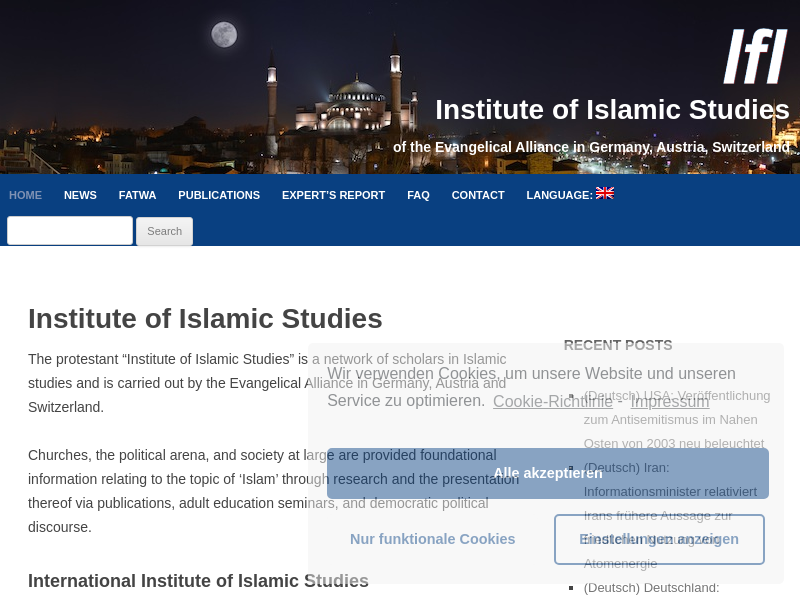 IfI
Institute of Islamic Studies
of the Evangelical Alliance in Germany, Austria, Switzerland
HOME NEWS FATWA PUBLICATIONS EXPERT'S REPORT FAQ CONTACT LANGUAGE:
Search
Institute of Islamic Studies
The protestant “Institute of Islamic Studies” is a network of scholars in Islamic
studies and is carried out by the Evangelical Alliance in Germany, Austria and
Switzerland.
Churches, the political arena, and society at large are provided foundational
information relating to the topic of ‘Islam’ through research and the presentation
thereof via publications, adult education seminars, and democratic political
discourse.
International Institute of Islamic Studies
RECENT POSTS
(Deutsch) USA: Veröffentlichung
zum Antisemitismus im Nahen
Osten von 2003 neu beleuchtet
(Deutsch) Iran:
Informationsminister relativiert
Irans frühere Aussage zur
Atomenergie
(Deutsch) Deutschland:
Wir verwenden Cookies, um unsere Website und unseren
Service zu optimieren. Cookie-Richtlinie - Impressum
Alle akzeptieren
Nur funktionale Cookies
Einstellungen anzeigen